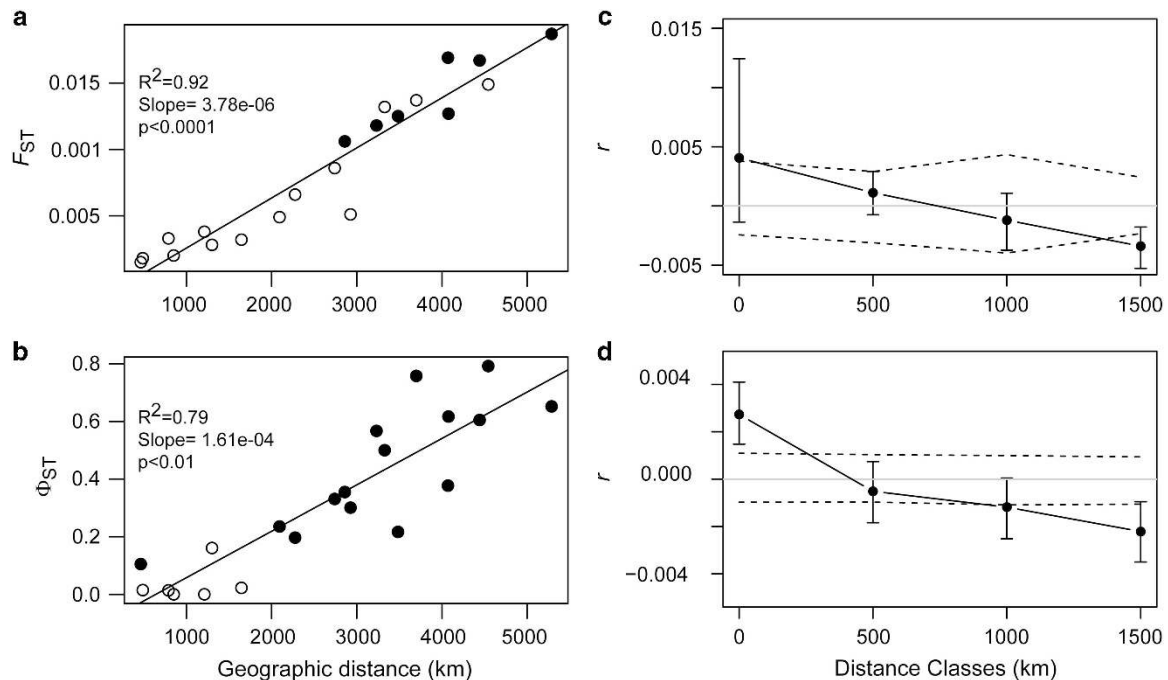 a
F_ST
0.015
0.001
0.005
R²=0.92
Slope= 3.78e-06
p<0.0001
1000 2000 3000 4000 5000
b
Φ_ST
0.8
0.6
0.4
0.2
0.0
R²=0.79
Slope= 1.61e-04
p<0.01
1000 2000 3000 4000 5000
Geographic distance (km)
c
r
0.015
0.005
−0.005
0 500 1000 1500
d
r
0.004
0.000
−0.004
0 500 1000 1500
Distance Classes (km)